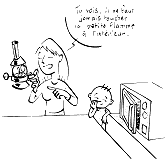 Tu vois, il ne faut
jamais toucher
la petite flamme
à l'intérieur.